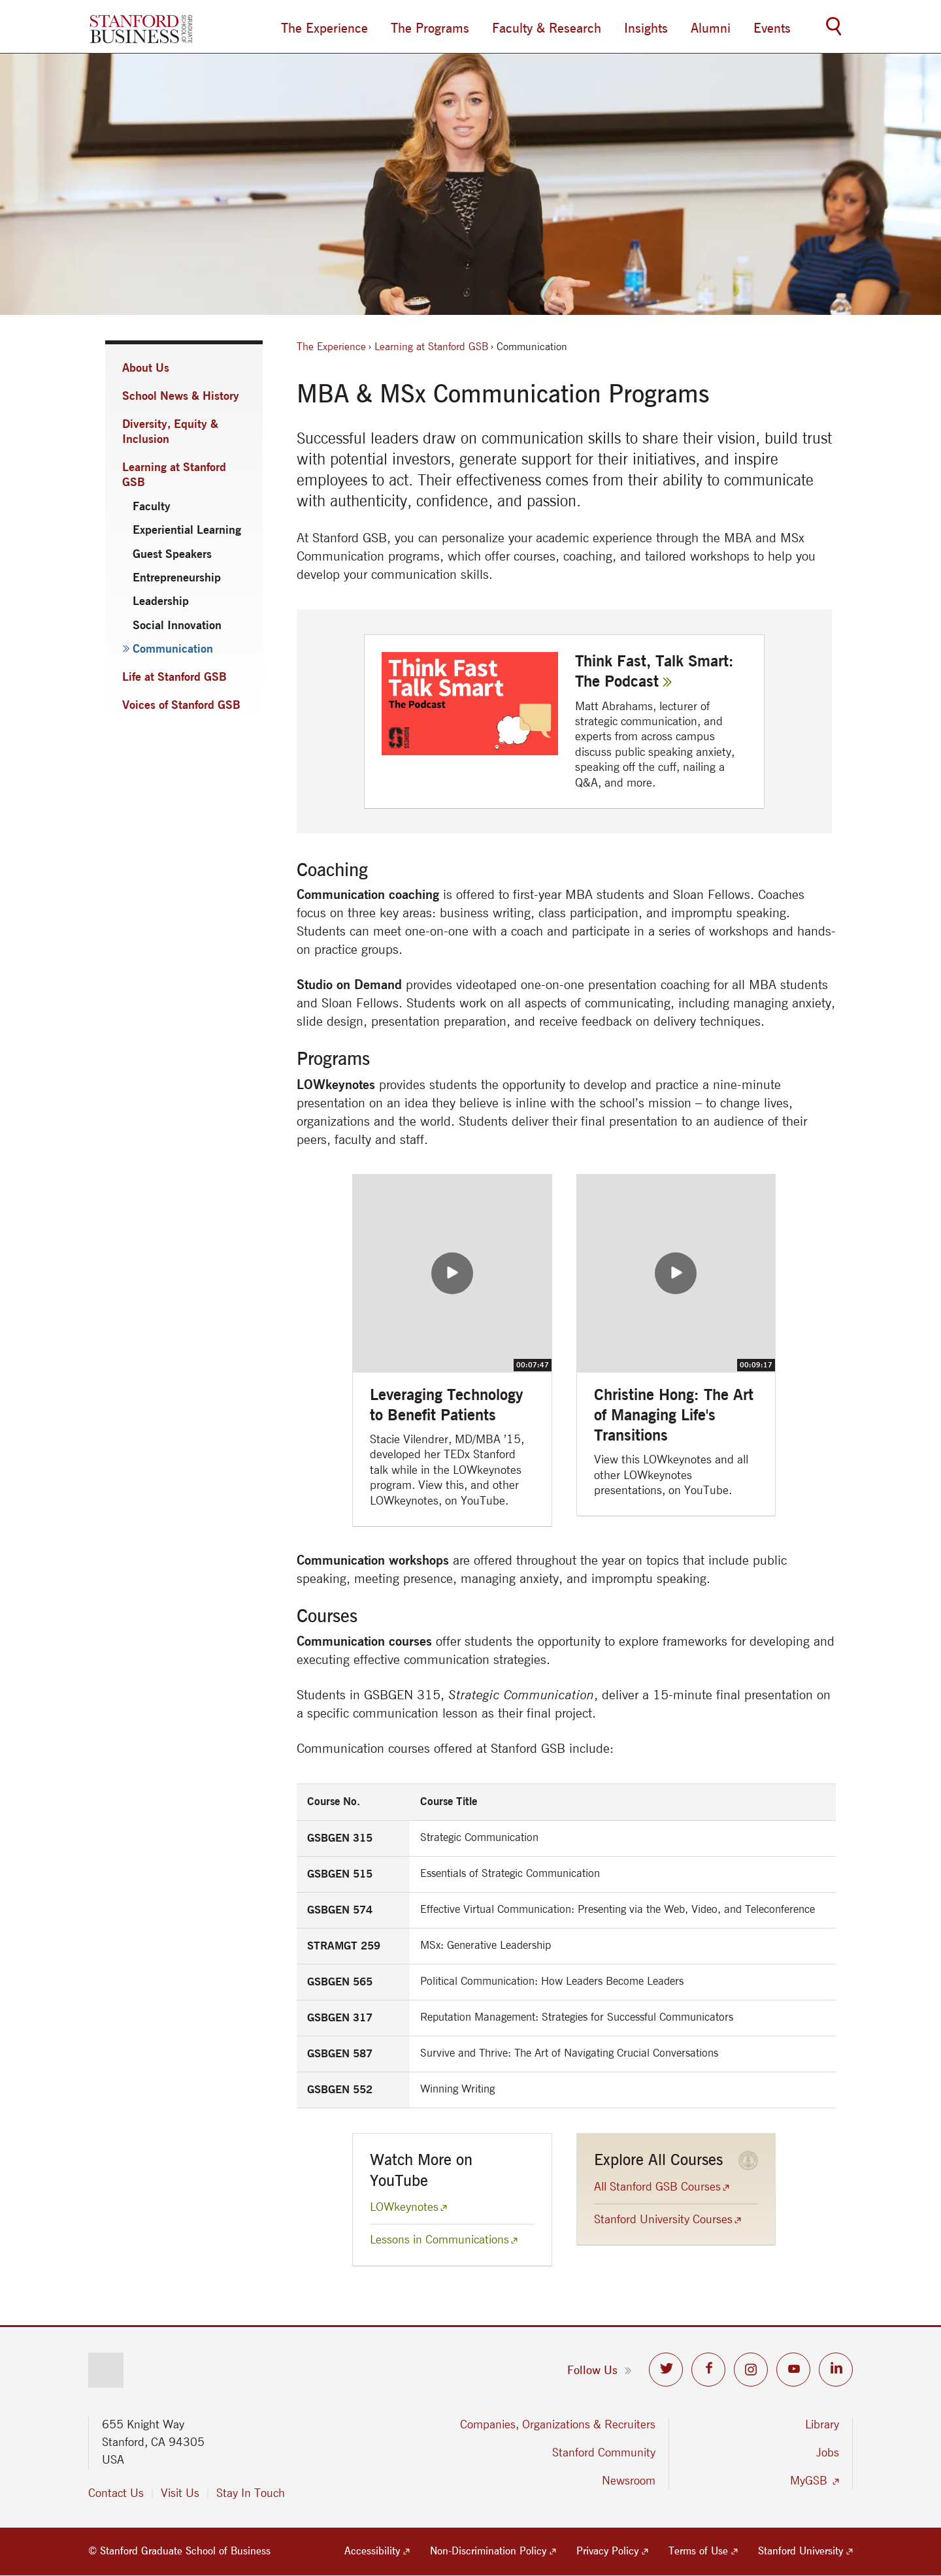 STANFORD
BUSINESS
GRADUATE
SCHOOL OF
The Experience The Programs Faculty & Research Insights Alumni Events
The Experience › Learning at Stanford GSB › Communication
About Us
School News & History
Diversity, Equity &
Inclusion
Learning at Stanford
GSB
Faculty
Experiential Learning
Guest Speakers
Entrepreneurship
Leadership
Social Innovation
Communication
Life at Stanford GSB
Voices of Stanford GSB
MBA & MSx Communication Programs
Successful leaders draw on communication skills to share their vision, build trust
with potential investors, generate support for their initiatives, and inspire
employees to act. Their effectiveness comes from their ability to communicate
with authenticity, confidence, and passion.
At Stanford GSB, you can personalize your academic experience through the MBA and MSx
Communication programs, which offer courses, coaching, and tailored workshops to help you
develop your communication skills.
Think Fast
Talk Smart
The Podcast
S
BUSINESS
Think Fast, Talk Smart:
The Podcast
Matt Abrahams, lecturer of
strategic communication, and
experts from across campus
discuss public speaking anxiety,
speaking off the cuff, nailing a
Q&A, and more.
Coaching
Communication coaching is offered to first-year MBA students and Sloan Fellows. Coaches
focus on three key areas: business writing, class participation, and impromptu speaking.
Students can meet one-on-one with a coach and participate in a series of workshops and hands-
on practice groups.
Studio on Demand provides videotaped one-on-one presentation coaching for all MBA students
and Sloan Fellows. Students work on all aspects of communicating, including managing anxiety,
slide design, presentation preparation, and receive feedback on delivery techniques.
Programs
LOWkeynotes provides students the opportunity to develop and practice a nine-minute
presentation on an idea they believe is inline with the school’s mission – to change lives,
organizations and the world. Students deliver their final presentation to an audience of their
peers, faculty and staff.
00:07:47
Leveraging Technology
to Benefit Patients
Stacie Vilendrer, MD/MBA ’15,
developed her TEDx Stanford
talk while in the LOWkeynotes
program. View this, and other
LOWkeynotes, on YouTube.
00:09:17
Christine Hong: The Art
of Managing Life's
Transitions
View this LOWkeynotes and all
other LOWkeynotes
presentations, on YouTube.
Communication workshops are offered throughout the year on topics that include public
speaking, meeting presence, managing anxiety, and impromptu speaking.
Courses
Communication courses offer students the opportunity to explore frameworks for developing and
executing effective communication strategies.
Students in GSBGEN 315, Strategic Communication, deliver a 15-minute final presentation on
a specific communication lesson as their final project.
Communication courses offered at Stanford GSB include:
Course No. Course Title
GSBGEN 315 Strategic Communication
GSBGEN 515 Essentials of Strategic Communication
GSBGEN 574 Effective Virtual Communication: Presenting via the Web, Video, and Teleconference
STRAMGT 259 MSx: Generative Leadership
GSBGEN 565 Political Communication: How Leaders Become Leaders
GSBGEN 317 Reputation Management: Strategies for Successful Communicators
GSBGEN 587 Survive and Thrive: The Art of Navigating Crucial Conversations
GSBGEN 552 Winning Writing
Watch More on
YouTube
LOWkeynotes
Lessons in Communications
Explore All Courses
All Stanford GSB Courses
Stanford University Courses
Follow Us
655 Knight Way
Stanford, CA 94305
USA
Contact Us Visit Us Stay In Touch
Companies, Organizations & Recruiters
Stanford Community
Newsroom
Library
Jobs
MyGSB
© Stanford Graduate School of Business Accessibility Non-Discrimination Policy Privacy Policy Terms of Use Stanford University